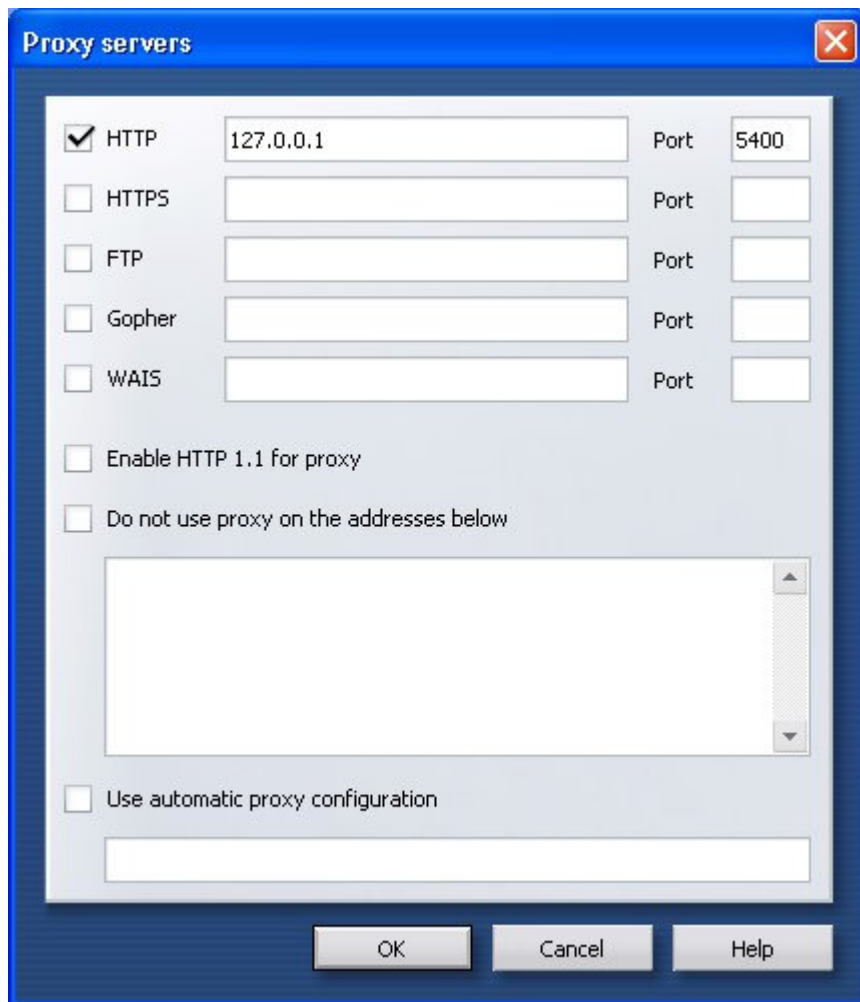 Proxy servers
HTTP 127.0.0.1 Port 5400
HTTPS Port
FTP Port
Gopher Port
WAIS Port
Enable HTTP 1.1 for proxy
Do not use proxy on the addresses below
Use automatic proxy configuration
OK Cancel Help